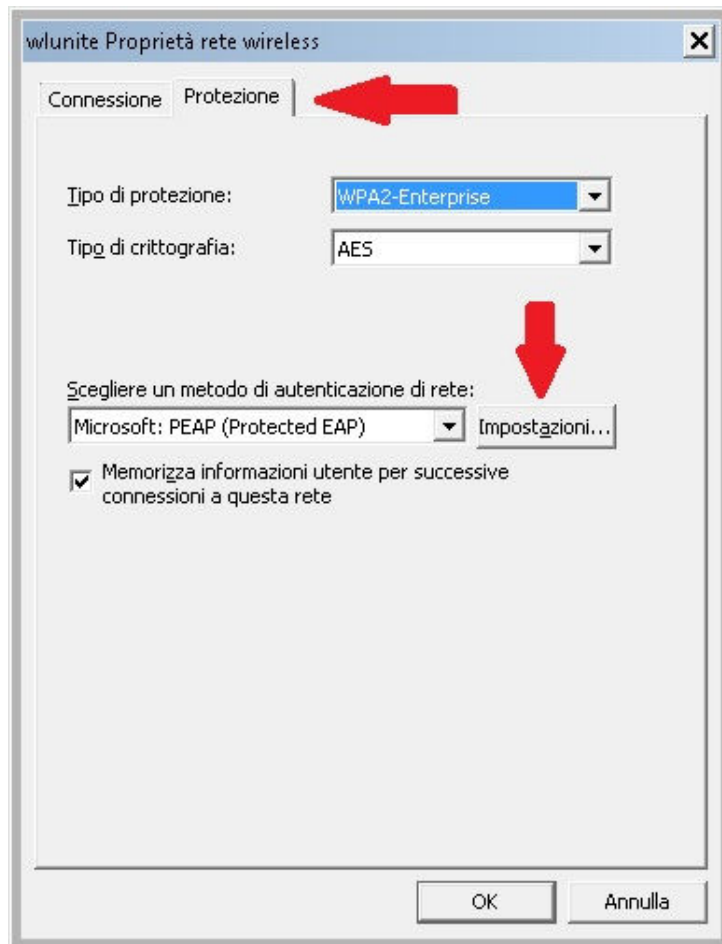 wlunite Proprietà rete wireless
Connessione
Protezione
Tipo di protezione:
WPA2-Enterprise
Tipo di crittografia:
AES
Scegliere un metodo di autenticazione di rete:
Microsoft: PEAP (Protected EAP)
Impostazioni...
Memorizza informazioni utente per successive
connessioni a questa rete
OK
Annulla